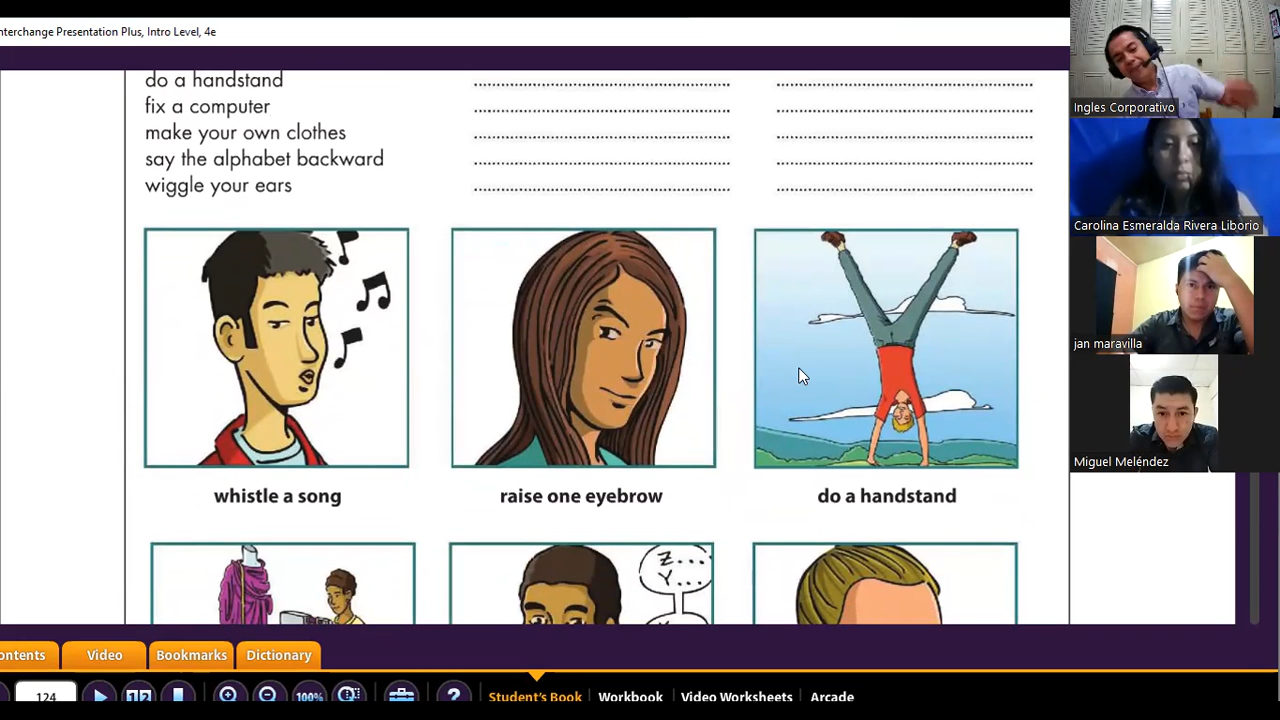 nterchange Presentation Plus, Intro Level, 4e
do a handstand
fix a computer
make your own clothes
say the alphabet backward
wiggle your ears
whistle a song
raise one eyebrow
do a handstand
Z....
Y....
ontents
Video
Bookmarks
Dictionary
124
12
100%
?
Student's Book
Workbook
Video Worksheets
Arcade
Ingles Corporativo
Carolina Esmeralda Rivera Liborio
jan maravilla
Miguel Meléndez